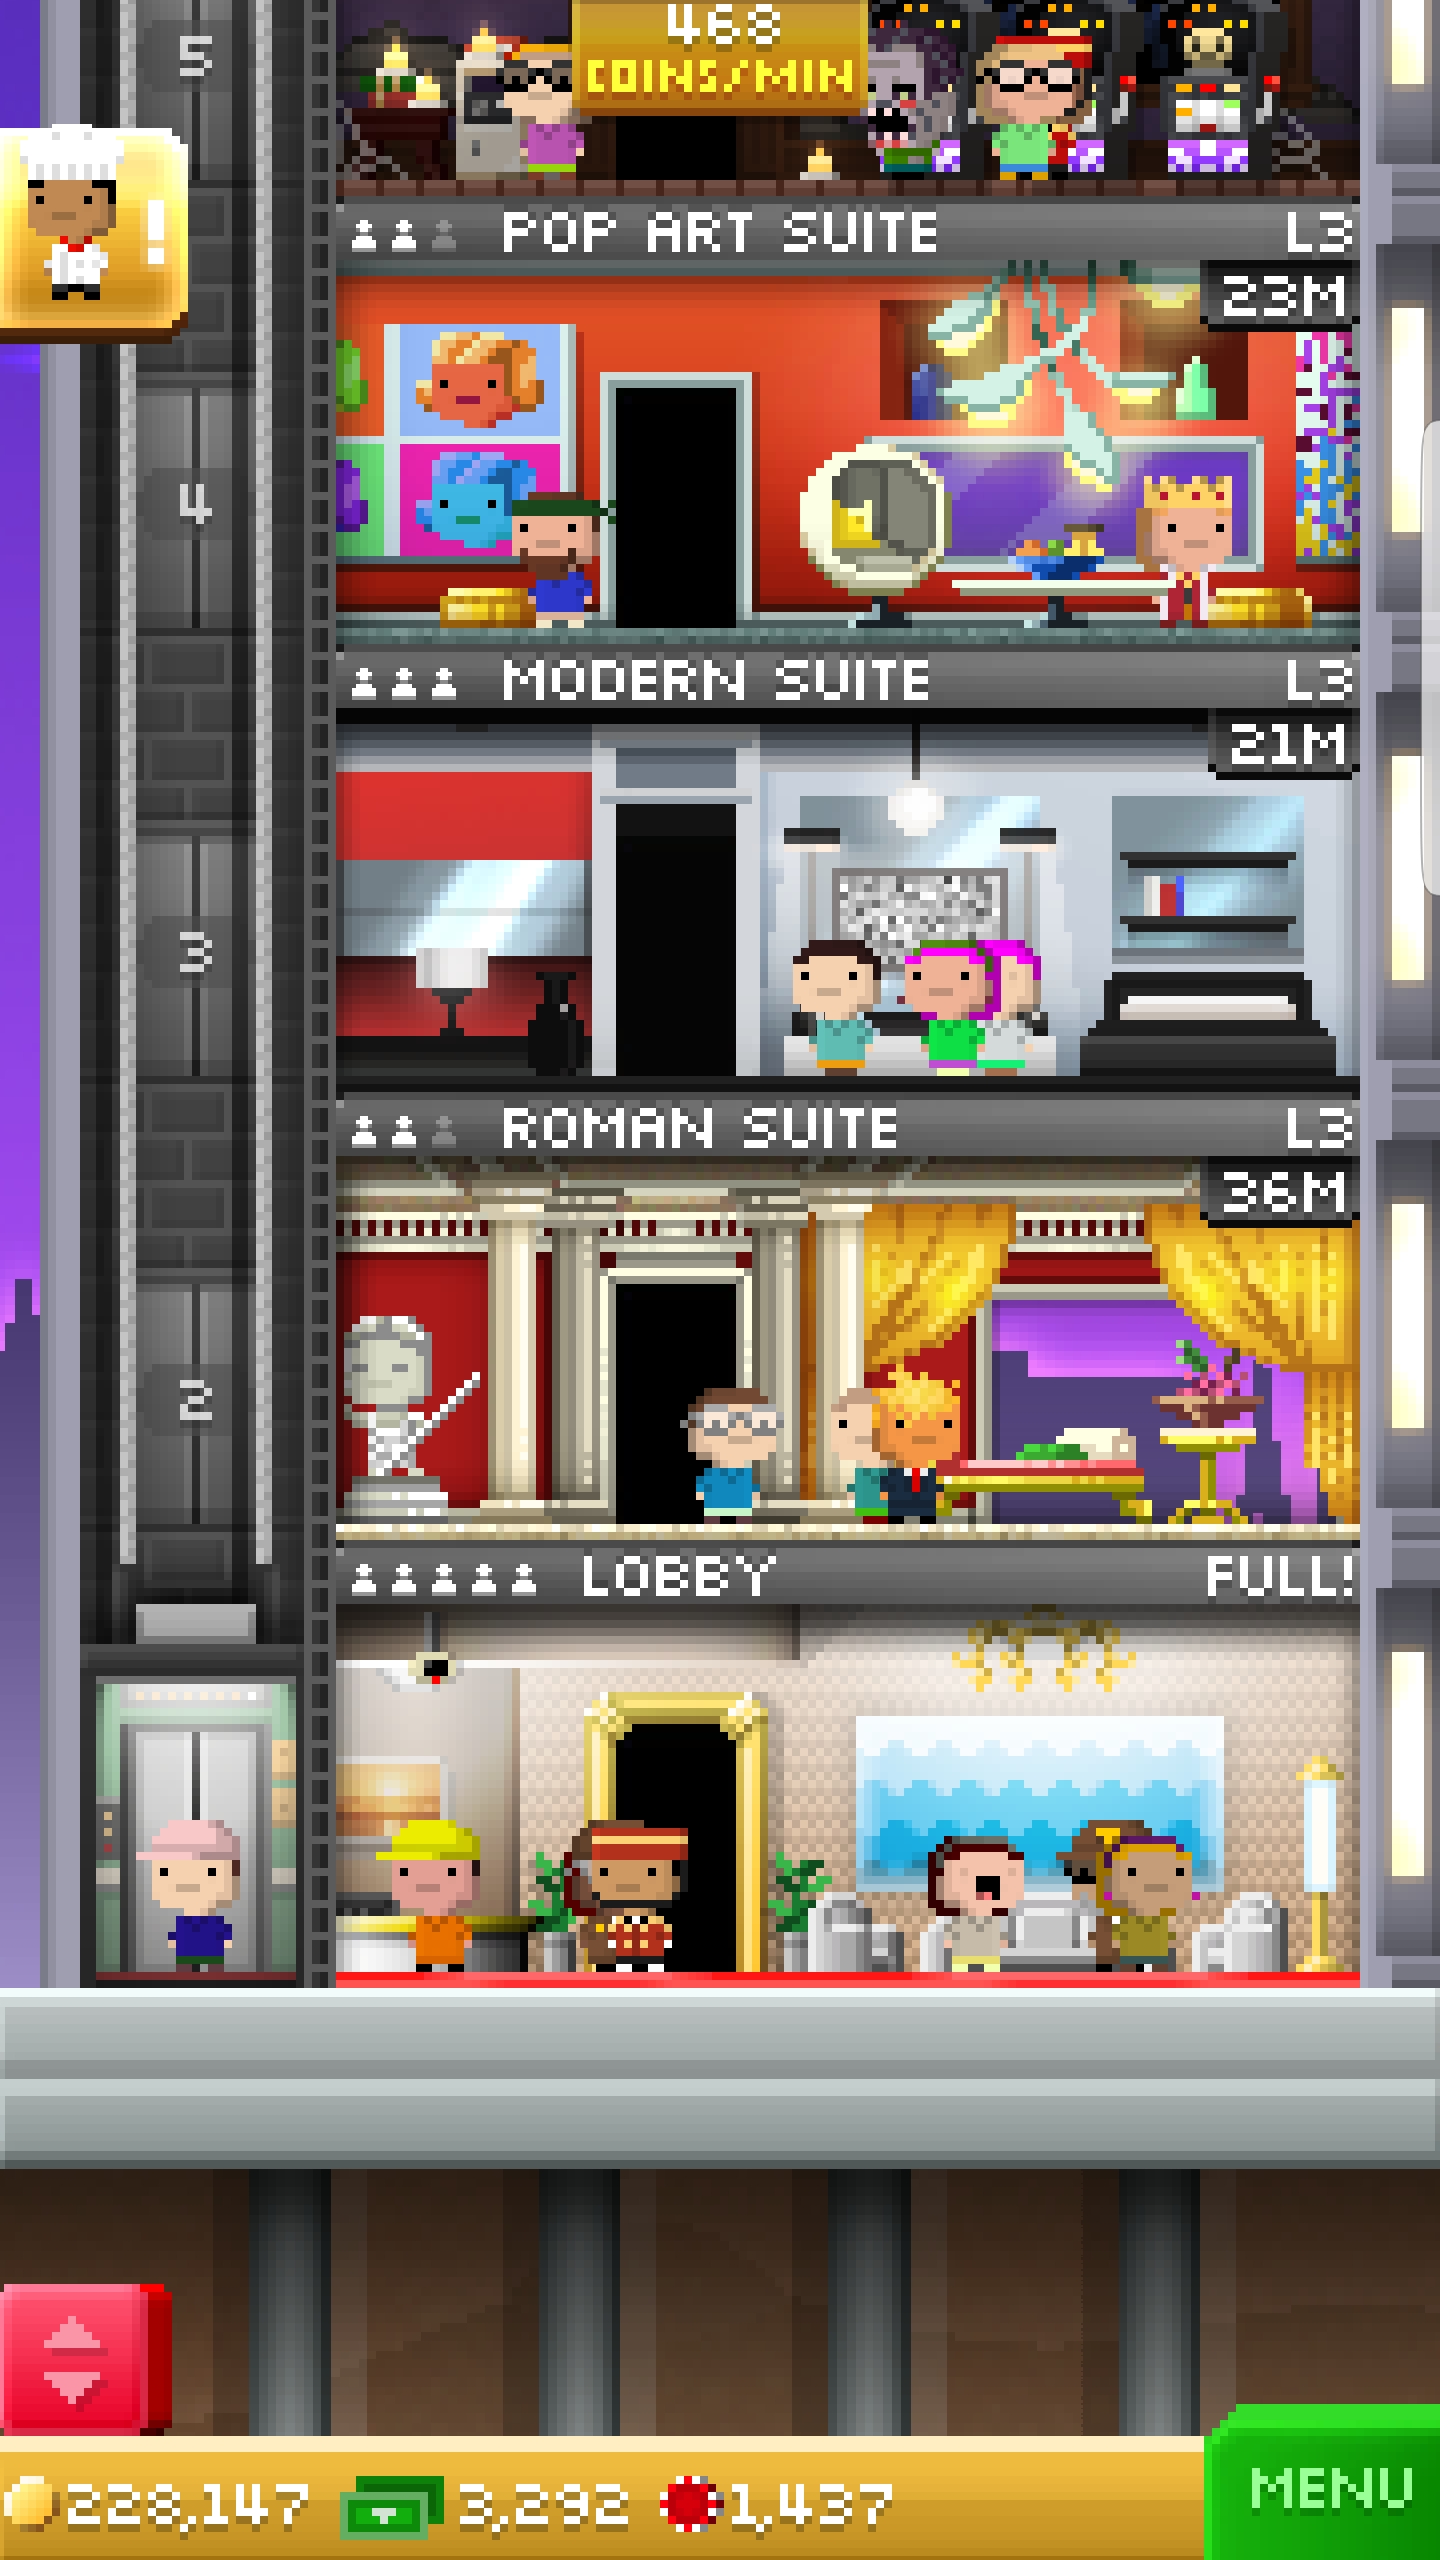 468
COINS/MIN
5
!
POP ART SUITE L3
23M
4
MODERN SUITE L3
21M
3
ROMAN SUITE L3
36M
2
LOBBY FULL!
228,147 3,292 1,437
MENU